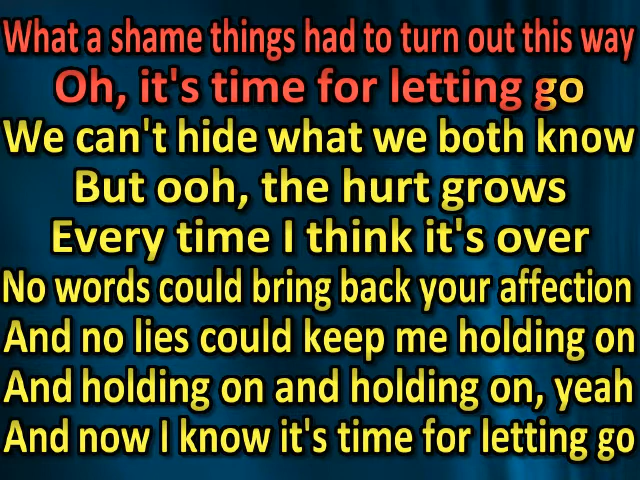 What a shame things had to turn out this way
Oh, it's time for letting go
We can't hide what we both know
But ooh, the hurt grows
Every time I think it's over
No words could bring back your affection
And no lies could keep me holding on
And holding on and holding on, yeah
And now I know it's time for letting go